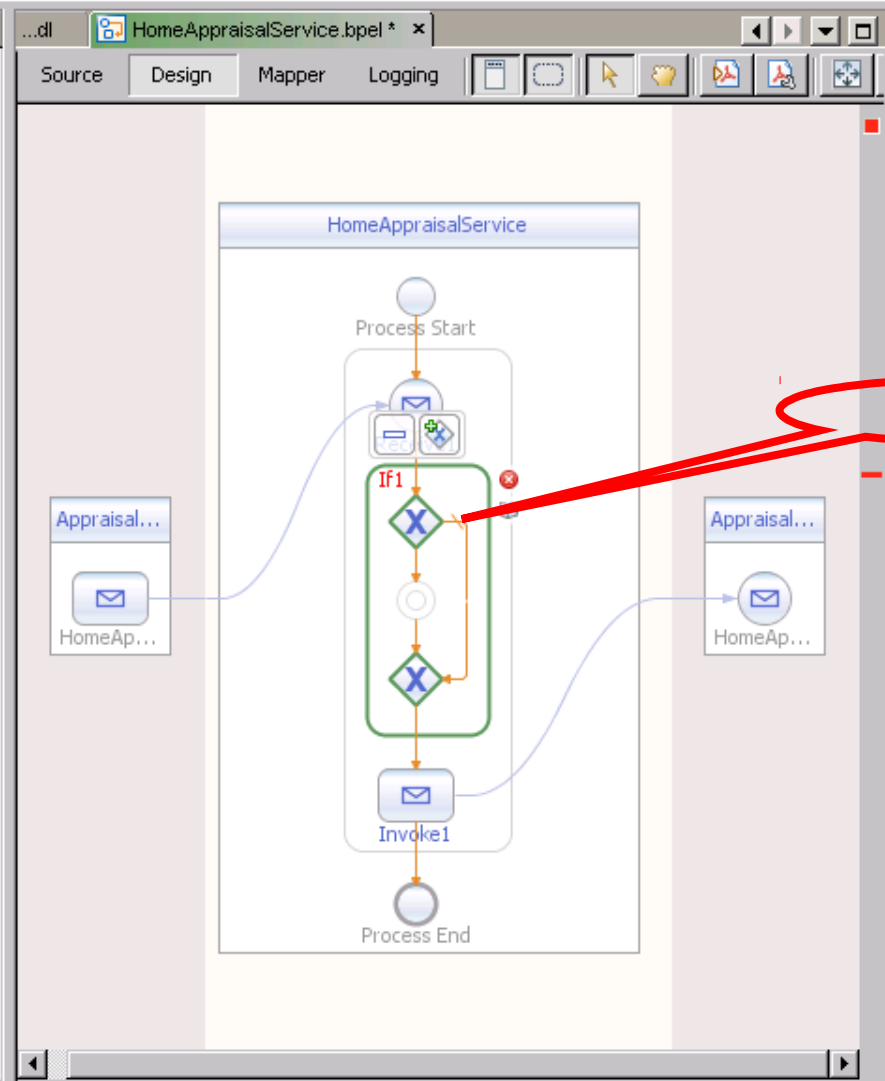 ...dl HomeAppraisalService.bpel * x
Source Design Mapper Logging
HomeAppraisalService
Process Start
If1
Appraisal...
HomeAp...
Appraisal...
HomeAp...
Invoke1
Process End